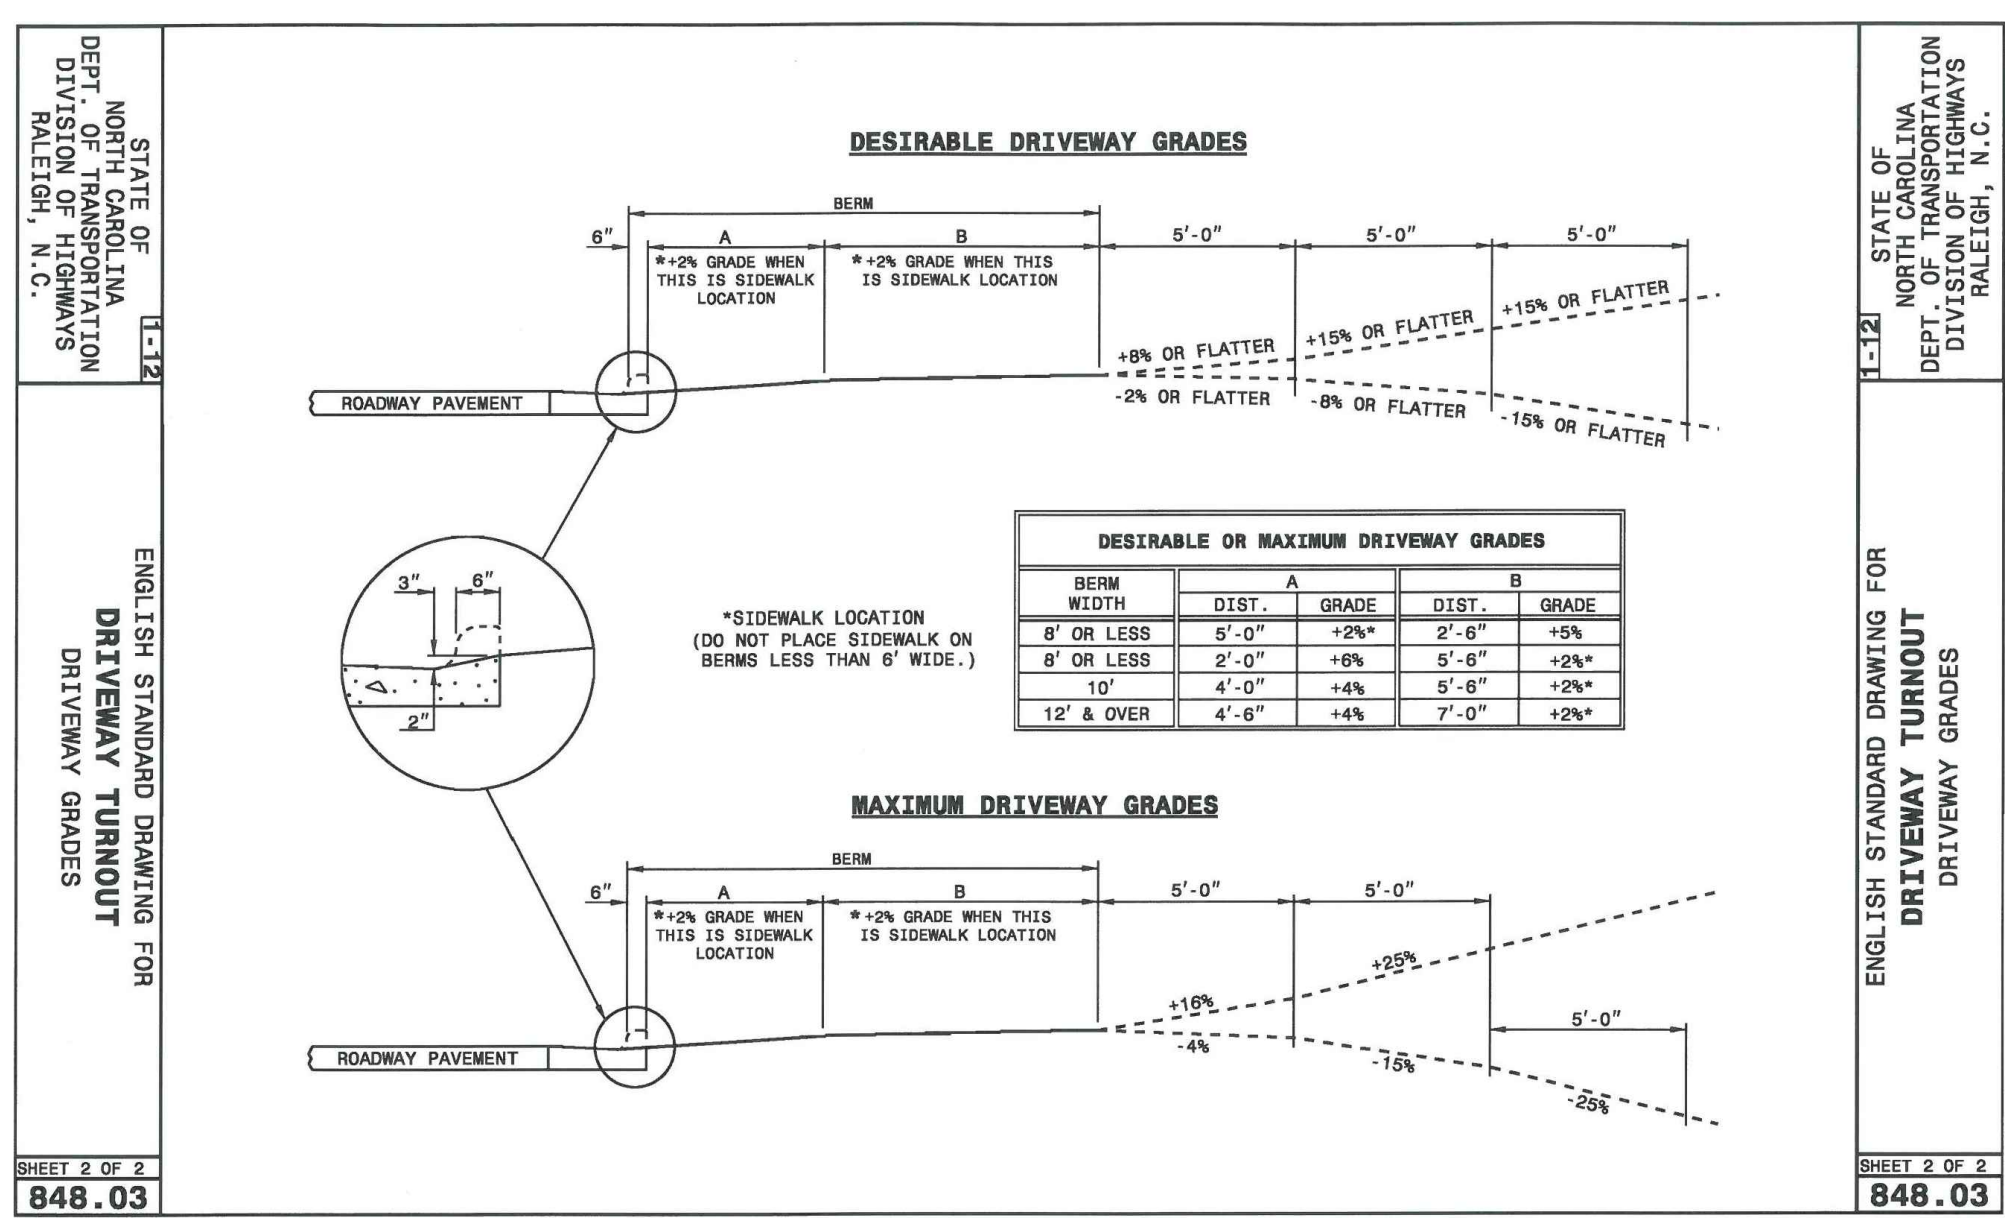 STATE OF
NORTH CAROLINA
DEPT. OF TRANSPORTATION
DIVISION OF HIGHWAYS
RALEIGH, N.C.
1-12
ENGLISH STANDARD DRAWING FOR
DRIVEWAY TURNOUT
DRIVEWAY GRADES
SHEET 2 OF 2
848.03
DESIRABLE DRIVEWAY GRADES
BERM
6" A B 5'-0" 5'-0" 5'-0"
*+2% GRADE WHEN
THIS IS SIDEWALK
LOCATION
*+2% GRADE WHEN THIS
IS SIDEWALK LOCATION
+8% OR FLATTER
+15% OR FLATTER
+15% OR FLATTER
-2% OR FLATTER
-8% OR FLATTER
-15% OR FLATTER
ROADWAY PAVEMENT
3" 6"
2"
*SIDEWALK LOCATION
(DO NOT PLACE SIDEWALK ON
BERMS LESS THAN 6' WIDE.)
DESIRABLE OR MAXIMUM DRIVEWAY GRADES
BERM
WIDTH
A B
DIST. GRADE DIST. GRADE
8' OR LESS 5'-0" +2%* 2'-6" +5%
8' OR LESS 2'-0" +6% 5'-6" +2%*
10' 4'-0" +4% 5'-6" +2%*
12' & OVER 4'-6" +4% 7'-0" +2%*
MAXIMUM DRIVEWAY GRADES
BERM
6" A B 5'-0" 5'-0"
*+2% GRADE WHEN
THIS IS SIDEWALK
LOCATION
*+2% GRADE WHEN THIS
IS SIDEWALK LOCATION
+16%
+25%
-4%
-15%
5'-0"
-25%
ROADWAY PAVEMENT
STATE OF
NORTH CAROLINA
DEPT. OF TRANSPORTATION
DIVISION OF HIGHWAYS
RALEIGH, N.C.
1-12
ENGLISH STANDARD DRAWING FOR
DRIVEWAY TURNOUT
DRIVEWAY GRADES
SHEET 2 OF 2
848.03